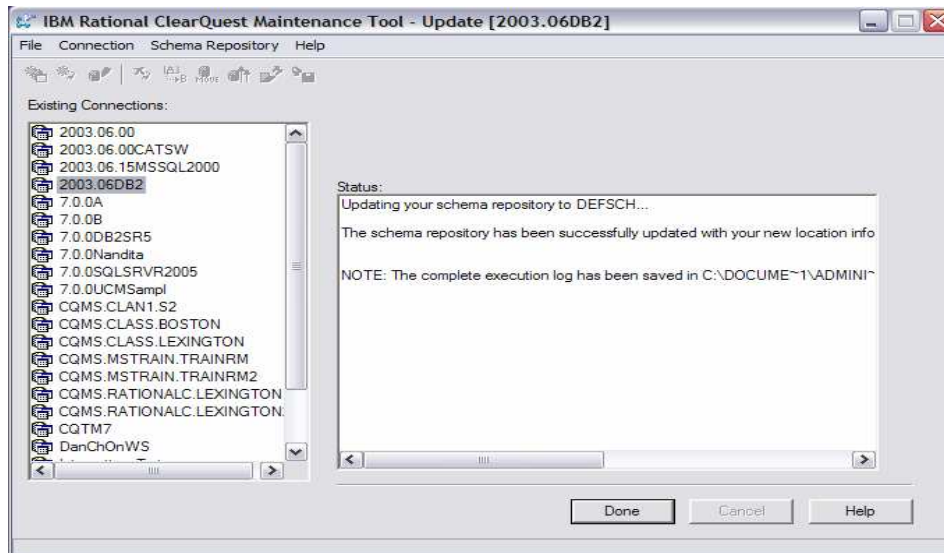 IBM Rational ClearQuest Maintenance Tool - Update [2003.06DB2]
File Connection Schema Repository Help
Existing Connections:
2003.06.00
2003.06.00CATSW
2003.06.15MSSQL2000
2003.06DB2
7.0.0A
7.0.0B
7.0.0DB2SR5
7.0.0Nandita
7.0.0SQLSRVR2005
7.0.0UCMSampl
CQMS.CLAN1.S2
CQMS.CLASS.BOSTON
CQMS.CLASS.LEXINGTON
CQMS.MSTRAIN.TRAINRM
CQMS.MSTRAIN.TRAINRM2
CQMS.RATIONALC.LEXINGTON
CQMS.RATIONALC.LEXINGTON
CQTM7
DanChOnWS
Status:
Updating your schema repository to DEFSCH...
The schema repository has been successfully updated with your new location info
NOTE: The complete execution log has been saved in C:\DOCUME~1\ADMINI~
Done Cancel Help